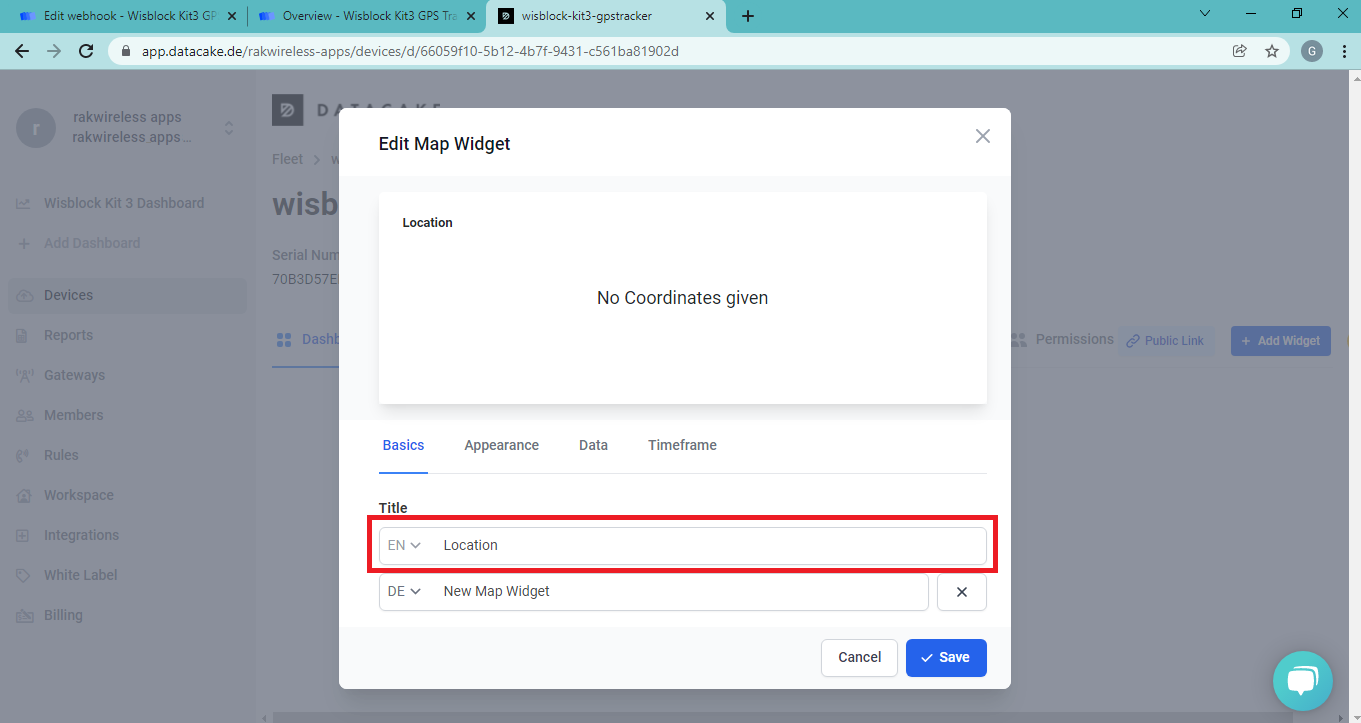 Edit webhook - Wisblock Kit3 GP
Overview - Wisblock Kit3 GPS Tra
wisblock-kit3-gpstracker
app.datacake.de/rakwireless-apps/devices/d/66059f10-5b12-4b7f-9431-c561ba81902d
G
r
rakwireless apps
rakwireless apps...
Wisblock Kit 3 Dashboard
Add Dashboard
Devices
Reports
Gateways
Members
Rules
Workspace
Integrations
White Label
Billing
DATACAKE
Fleet > w
wisb
Serial Num
70B3D57E
Dashb
Permissions
Public Link
+ Add Widget
Edit Map Widget
Location
No Coordinates given
Basics
Appearance
Data
Timeframe
Title
EN
Location
DE
New Map Widget
Cancel
Save